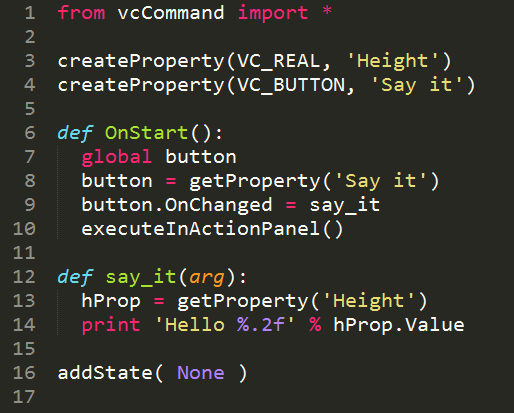 1 from vcCommand import *
2
3 createProperty(VC_REAL, 'Height')
4 createProperty(VC_BUTTON, 'Say it')
5
6 def OnStart():
7   global button
8   button = getProperty('Say it')
9   button.OnChanged = say_it
10   executeInActionPanel()
11
12 def say_it(arg):
13   hProp = getProperty('Height')
14   print 'Hello %.2f' % hProp.Value
15
16 addState( None )
17